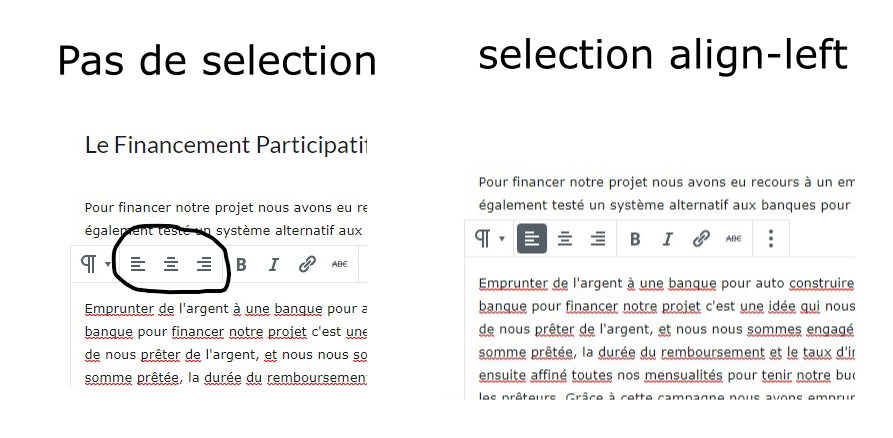 Pas de selection
Le Financement Participatif
Pour financer notre projet nous avons eu re
également testé un système alternatif aux
B I ABC
Emprunter de l'argent à une banque pour a
banque pour financer notre projet c'est une
de nous prêter de l'argent, et nous nous so
somme prêtée, la durée du remboursemen
selection align-left
Pour financer notre projet nous avons eu recours à un em
également testé un système alternatif aux banques pour
B I ABC
Emprunter de l'argent à une banque pour auto construire
banque pour financer notre projet c'est une idée qui nous
de nous prêter de l'argent, et nous nous sommes engagé
somme prêtée, la durée du remboursement et le taux d'in
ensuite affiné toutes nos mensualités pour tenir notre bud
les prêteurs. Grâce à cette campagne nous avons emprun